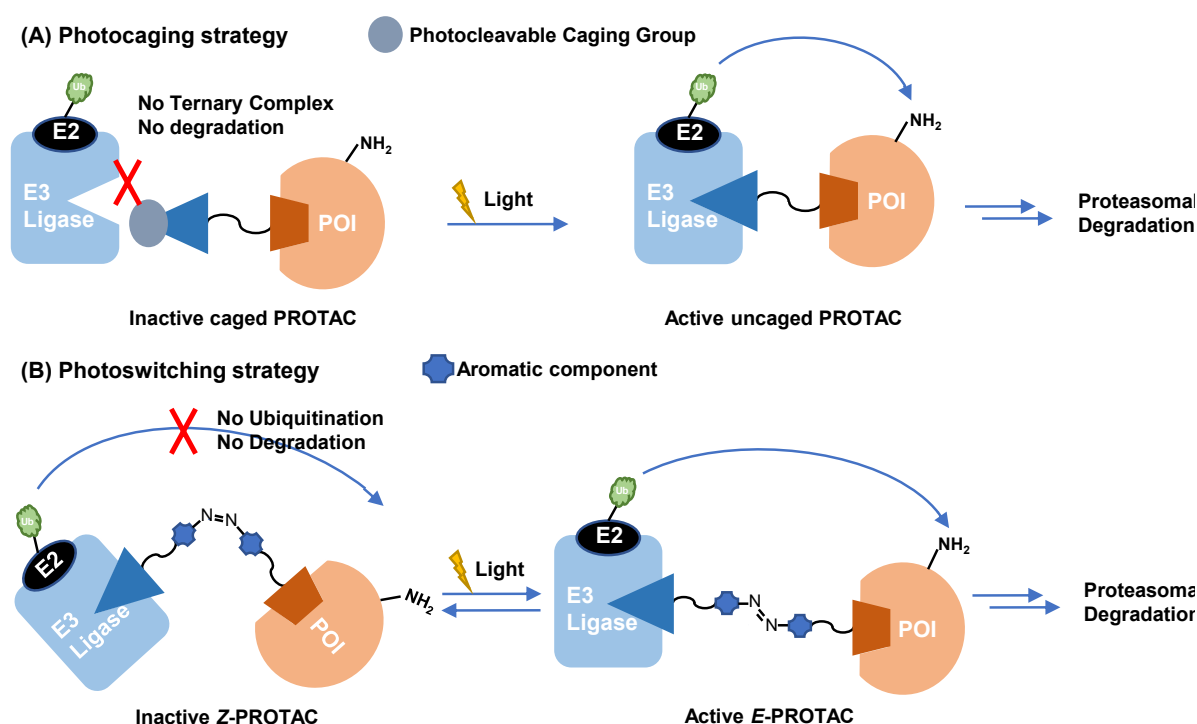 (A) Photocaging strategy
Photocleavable Caging Group
Ub
E2
No Ternary Complex
No degradation
NH2
E3
Ligase
POI
Light
Ub
E2
NH2
E3
Ligase
POI
Proteasomal
Degradation
Inactive caged PROTAC
Active uncaged PROTAC
(B) Photoswitching strategy
Aromatic component
No Ubiquitination
No Degradation
Ub
E2
N=N
E3
Ligase
POI
NH2
Light
Ub
E2
NH2
E3
Ligase
N
N
POI
Proteasomal
Degradation
Inactive Z-PROTAC
Active E-PROTAC